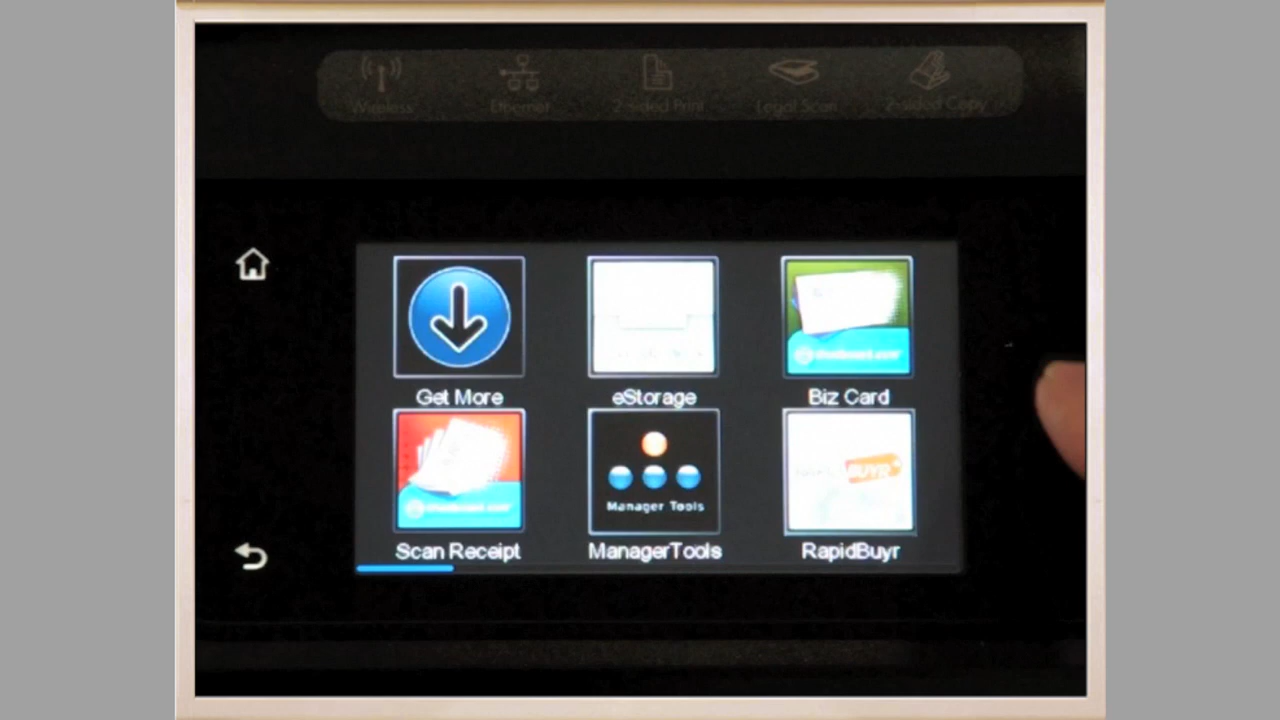 Wireless Ethernet 2-sided Print Legal Scan 2-sided Copy
Get More eStorage Biz Card
BUYR
Manager Tools
Scan Receipt ManagerTools RapidBuyr